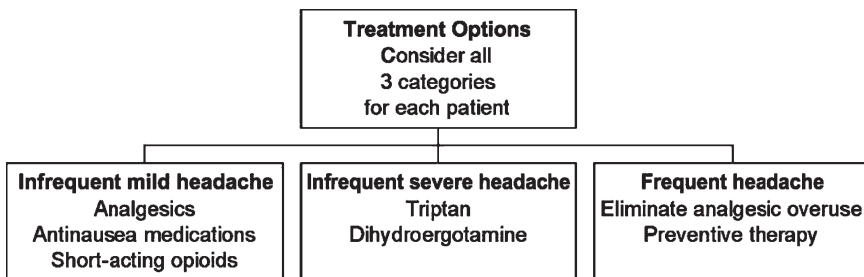 Treatment Options
Consider all
3 categories
for each patient
Infrequent mild headache
Analgesics
Antinausea medications
Short-acting opioids
Infrequent severe headache
Triptan
Dihydroergotamine
Frequent headache
Eliminate analgesic overuse
Preventive therapy